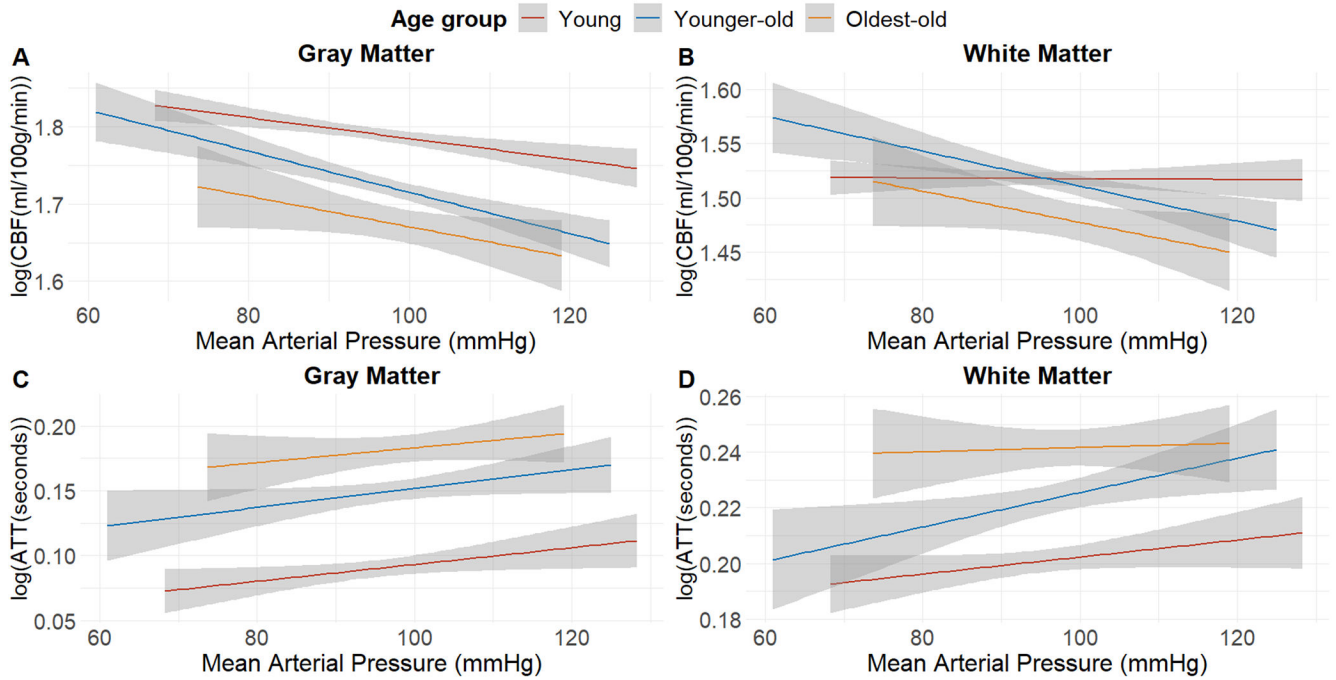 Age group Young Younger-old Oldest-old
A Gray Matter
log(CBF(ml/100g/min))
1.8
1.7
1.6
60 80 100 120
Mean Arterial Pressure (mmHg)
B White Matter
log(CBF(ml/100g/min))
1.60
1.55
1.50
1.45
60 80 100 120
Mean Arterial Pressure (mmHg)
C Gray Matter
log(ATT(seconds))
0.20
0.15
0.10
0.05
60 80 100 120
Mean Arterial Pressure (mmHg)
D White Matter
log(ATT(seconds))
0.26
0.24
0.22
0.20
0.18
60 80 100 120
Mean Arterial Pressure (mmHg)